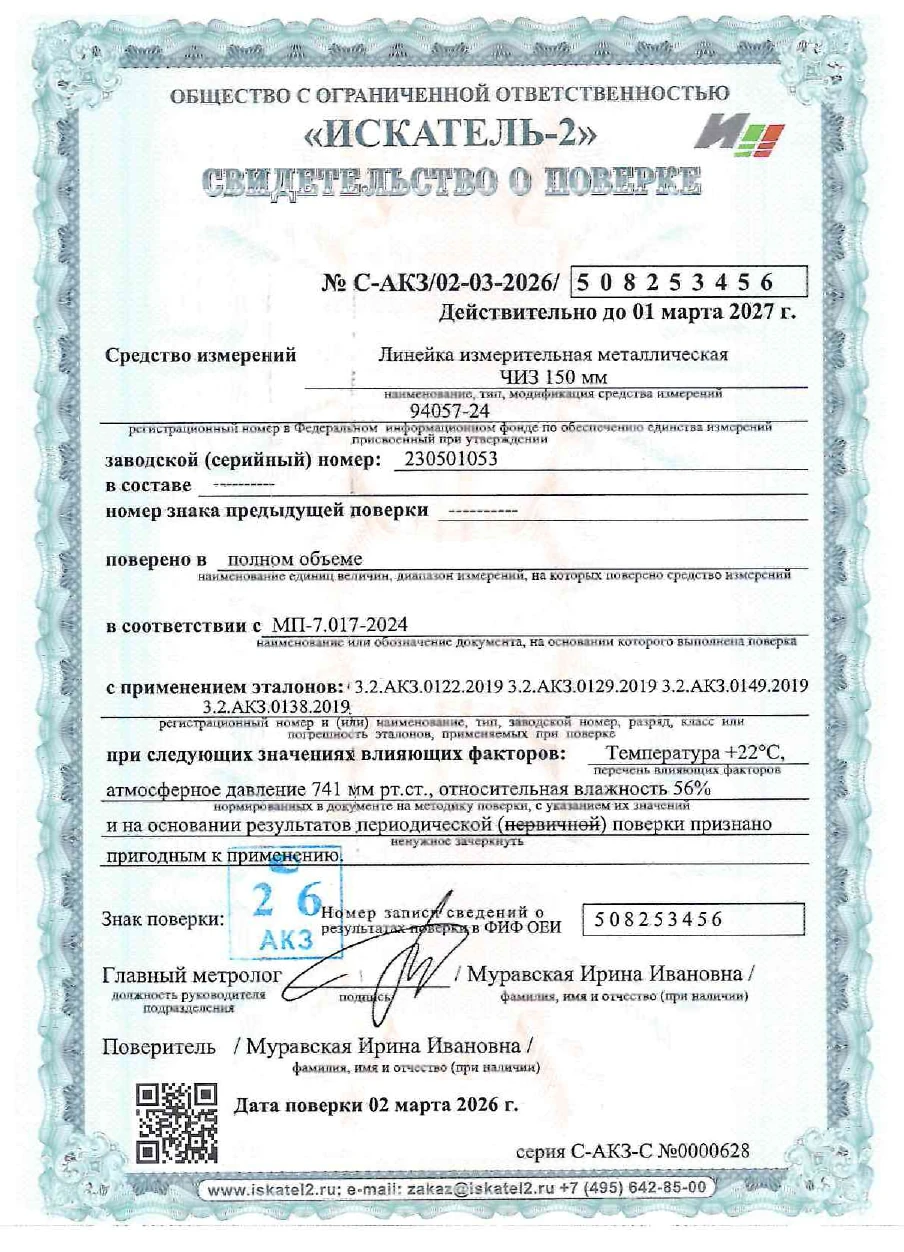 ОБЩЕСТВО С ОГРАНИЧЕННОЙ ОТВЕТСТВЕННОСТЬЮ
«ИСКАТЕЛЬ-2»
СВИДЕТЕЛЬСТВО О ПОВЕРКЕ
№ С-АКЗ/02-03-2026/ 508253456
Действительно до 01 марта 2027 г.
Средство измерений Линейка измерительная металлическая
ЧИЗ 150 мм
наименование, тип, модификация средства измерений
94057-24
регистрационный номер в Федеральном информационном фонде по обеспечению единства измерений
присвоенный при утверждении
заводской (серийный) номер: 230501053
в составе ----------
номер знака предыдущей поверки ----------
поверено в полном объеме
наименование единиц величин, диапазон измерений, на которых поверено средство измерений
в соответствии с МП-7.017-2024
наименование или обозначение документа, на основании которого выполнена поверка
с применением эталонов: 3.2.АКЗ.0122.2019 3.2.АКЗ.0129.2019 3.2.АКЗ.0149.2019
3.2.АКЗ.0138.2019
регистрационный номер и (или) наименование, тип, заводской номер, разряд, класс или
погрешность эталонов, применяемых при поверке
при следующих значениях влияющих факторов: Температура +22°С,
перечень влияющих факторов
атмосферное давление 741 мм рт.ст., относительная влажность 56%
нормированных в документе на методику поверки, с указанием их значений
и на основании результатов периодической (первичной) поверки признано
ненужное зачеркнуть
пригодным к применению.
26
АКЗ
Знак поверки: Номер записи сведений о
результатах поверки в ФИФ ОЕИ 508253456
Главный метролог / Муравская Ирина Ивановна /
должность руководителя подпись фамилия, имя и отчество (при наличии)
подразделения
Поверитель / Муравская Ирина Ивановна /
фамилия, имя и отчество (при наличии)
Дата поверки 02 марта 2026 г.
серия С-АКЗ-С №0000628
www.iskatel2.ru; e-mail: zakaz@iskatel2.ru +7 (495) 642-85-00